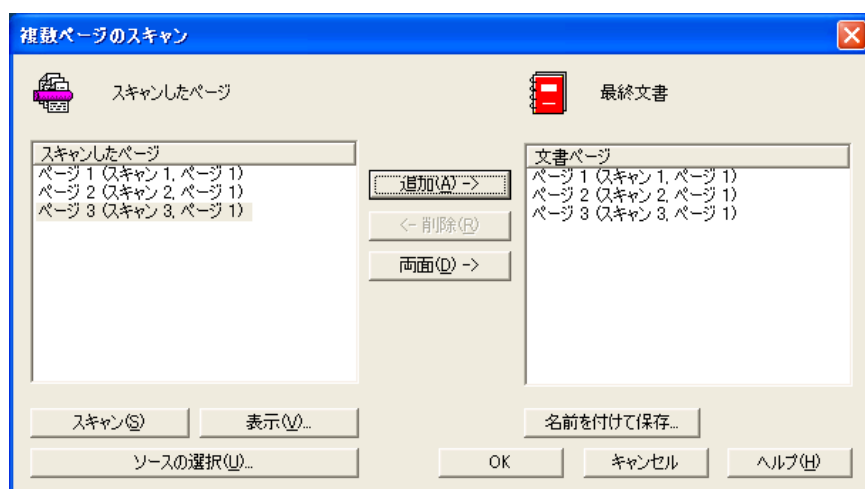 複数ページのスキャン
スキャンしたページ
最終文書
スキャンしたページ
ページ 1 (スキャン 1, ページ 1)
ページ 2 (スキャン 2, ページ 1)
ページ 3 (スキャン 3, ページ 1)
追加(A) ->
<- 削除(R)
両面(D) ->
文書ページ
ページ 1 (スキャン 1, ページ 1)
ページ 2 (スキャン 2, ページ 1)
ページ 3 (スキャン 3, ページ 1)
スキャン(S)
表示(V)...
名前を付けて保存...
ソースの選択(U)...
OK
キャンセル
ヘルプ(H)